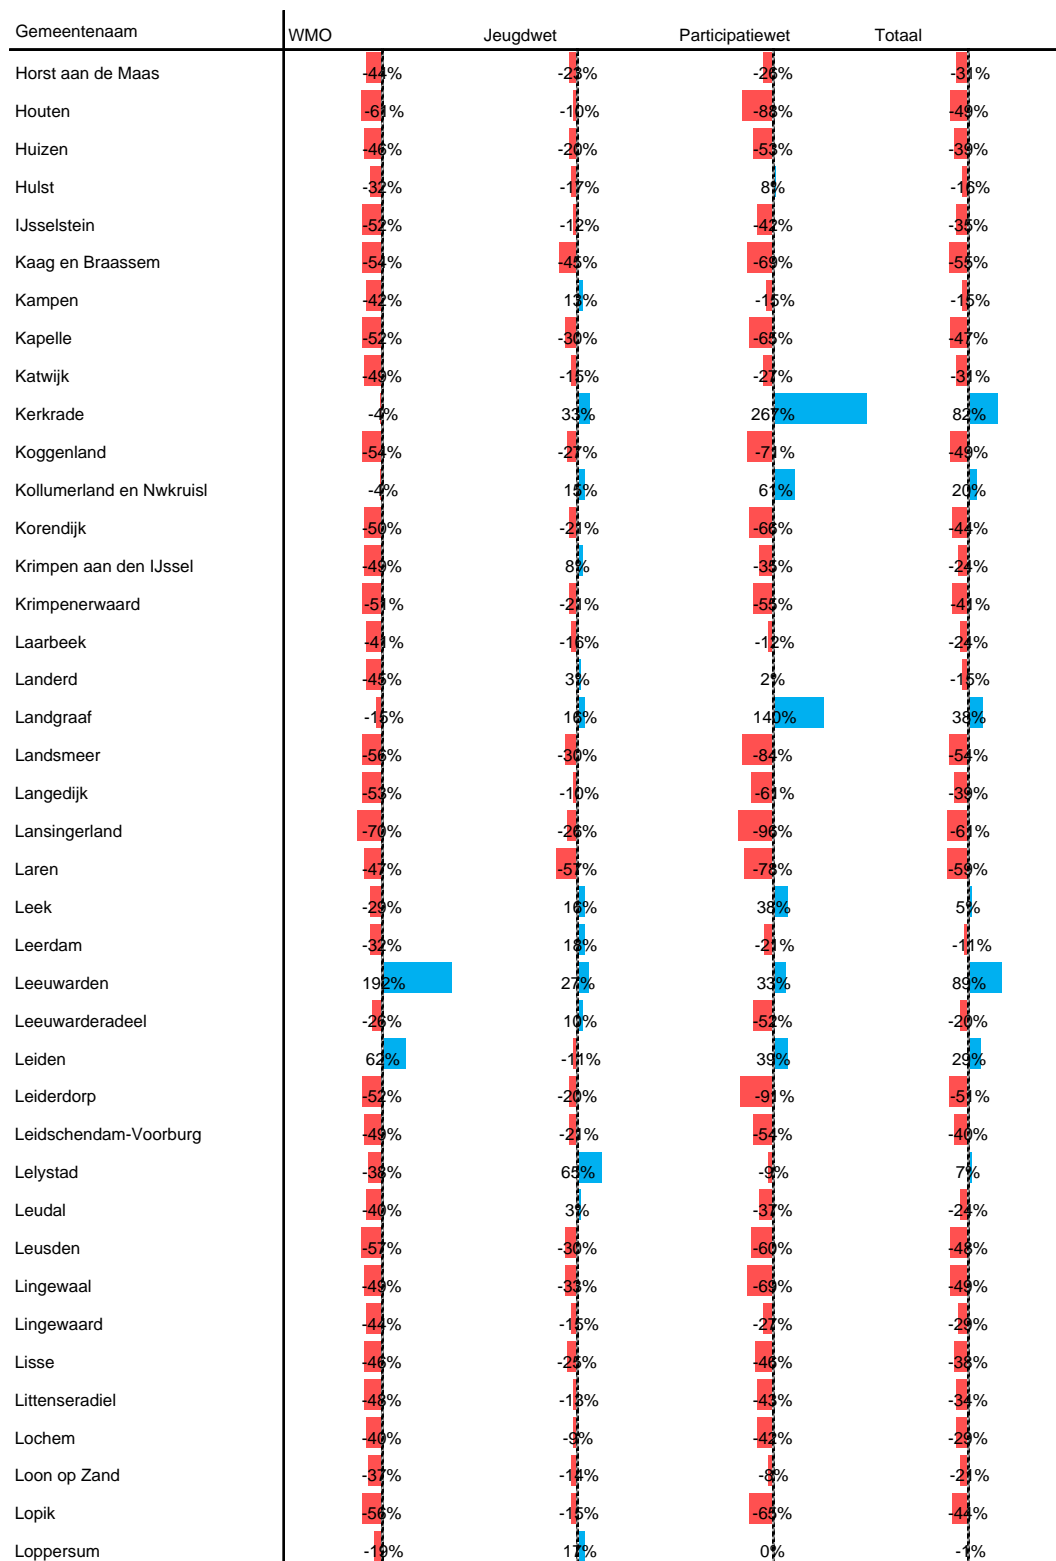 Gemeentenaam WMO Jeugdwet Participatiewet Totaal
Horst aan de Maas -44% -23% -26% -31%
Houten -61% -10% -88% -49%
Huizen -46% -20% -53% -39%
Hulst -32% -17% 8% -16%
IJsselstein -52% -12% -42% -35%
Kaag en Braassem -54% -45% -69% -55%
Kampen -42% 13% -15% -15%
Kapelle -52% -30% -65% -47%
Katwijk -49% -15% -27% -31%
Kerkrade -4% 33% 267% 82%
Koggenland -54% -27% -71% -49%
Kollumerland en Nwkruisl -4% 15% 61% 20%
Korendijk -50% -21% -66% -44%
Krimpen aan den IJssel -49% 8% -35% -24%
Krimpenerwaard -51% -21% -55% -41%
Laarbeek -41% -16% -12% -24%
Landerd -45% 3% 2% -15%
Landgraaf -15% 16% 140% 38%
Landsmeer -56% -30% -84% -54%
Langedijk -53% -10% -61% -39%
Lansingerland -70% -26% -96% -61%
Laren -47% -57% -78% -59%
Leek -29% 16% 38% 5%
Leerdam -32% 18% -21% -11%
Leeuwarden 192% 27% 33% 89%
Leeuwarderadeel -26% 10% -52% -20%
Leiden 62% -11% 39% 29%
Leiderdorp -52% -20% -91% -51%
Leidschendam-Voorburg -49% -21% -54% -40%
Lelystad -38% 65% -9% 7%
Leudal -40% 3% -37% -24%
Leusden -57% -30% -60% -48%
Lingewaal -49% -33% -69% -49%
Lingewaard -44% -15% -27% -29%
Lisse -46% -25% -46% -38%
Littenseradiel -48% -13% -43% -34%
Lochem -40% -9% -42% -29%
Loon op Zand -37% -14% -8% -21%
Lopik -56% -15% -65% -44%
Loppersum -19% 17% 0% -1%